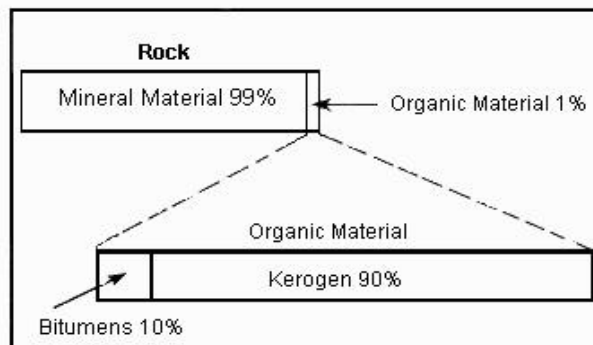 Rock
Mineral Material 99%
Organic Material 1%
Organic Material
Kerogen 90%
Bitumens 10%